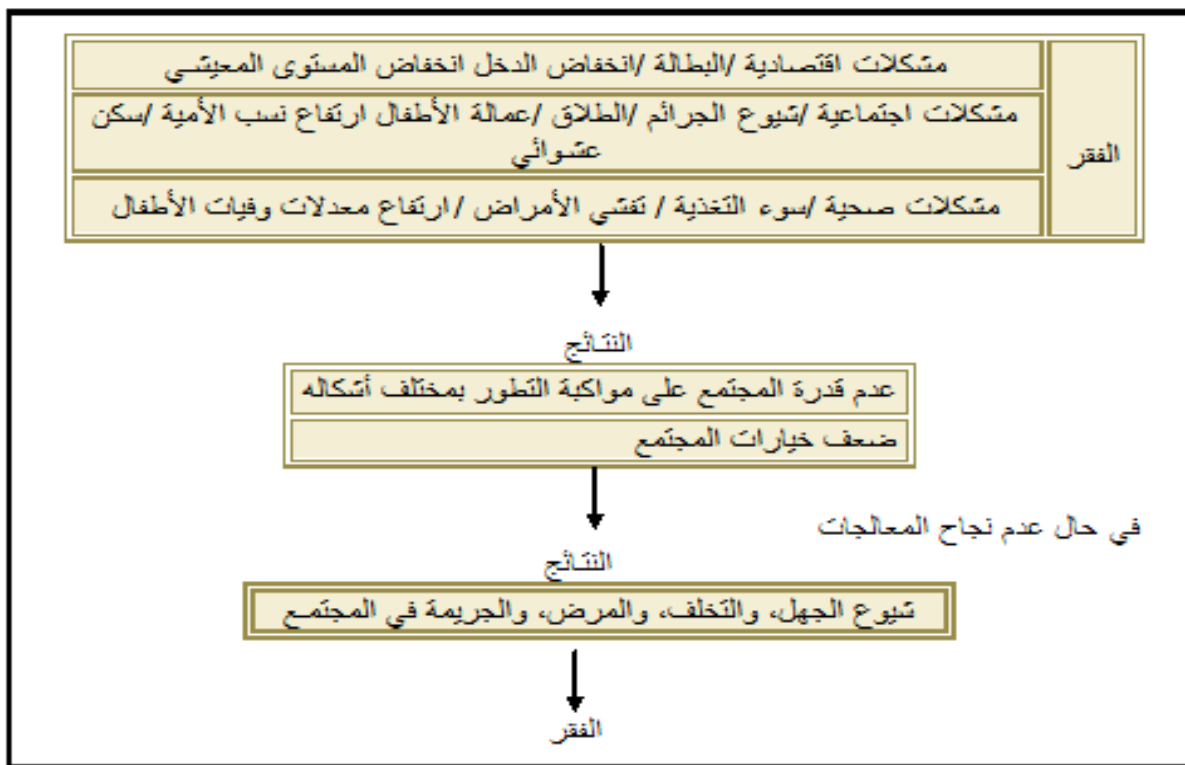 الفقر
مشكلات اقتصادية /البطالة /انخفاض الدخل انخفاض المستوى المعيشي
مشكلات اجتماعية /شيوع الجرائم /الطلاق /عمالة الأطفال ارتفاع نسب الأمية /سكن
عشوائي
مشكلات صحية /سوء التغذية / تفشي الأمراض / ارتفاع معدلات وفيات الأطفال
النتائج
عدم قدرة المجتمع على مواكبة التطور بمختلف أشكاله
ضعف خيارات المجتمع
في حال عدم نجاح المعالجات
النتائج
شيوع الجهل، والتخلف، والمرض، والجريمة في المجتمع
الفقر